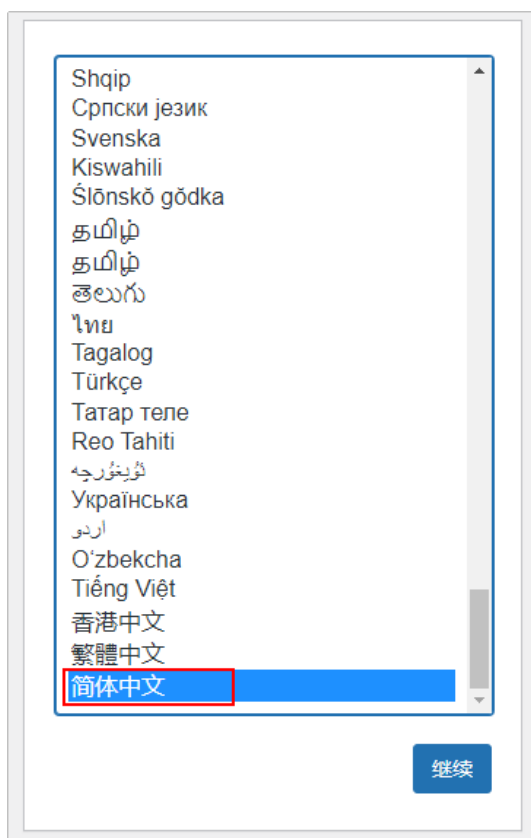 Shqip
Српски језик
Svenska
Kiswahili
Ślōnskŏ gŏdka
தமிழ்
தமிழ்
తెలుగు
ไทย
Tagalog
Türkçe
Татар теле
Reo Tahiti
ئۇيغۇرچە
Українська
اردو
O‘zbekcha
Tiếng Việt
香港中文
繁體中文
简体中文
继续